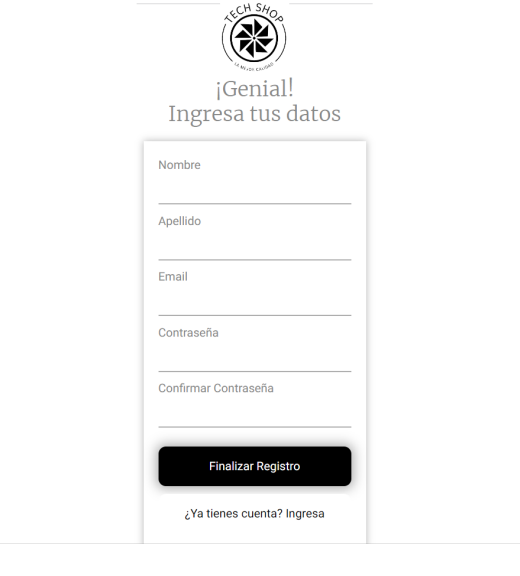 TECH SHOP
LA MEJOR CALIDAD
¡Genial!
Ingresa tus datos
Nombre
Apellido
Email
Contraseña
Confirmar Contraseña
Finalizar Registro
¿Ya tienes cuenta? Ingresa